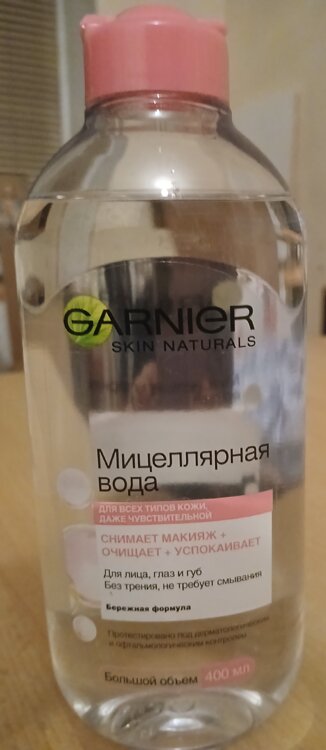 GARNIER
SKIN NATURALS
Мицеллярная
вода
ДЛЯ ВСЕХ ТИПОВ КОЖИ,
ДАЖЕ ЧУВСТВИТЕЛЬНОЙ
СНИМАЕТ МАКИЯЖ +
ОЧИЩАЕТ + УСПОКАИВАЕТ
Для лица, глаз и губ
Без трения, не требует смывания
Бережная формула
Протестировано под дерматологическим
и офтальмологическим контролем
Большой объем 400 мл